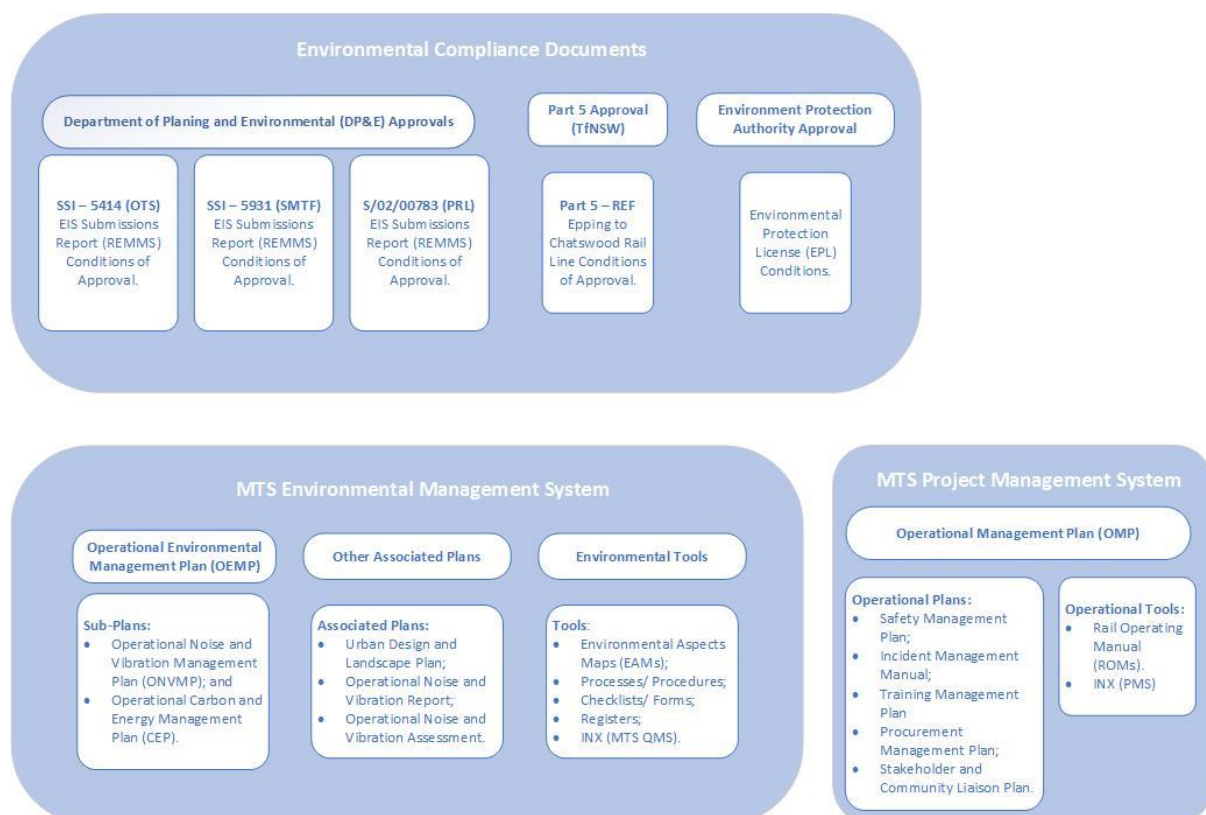 Environmental Compliance Documents
Department of Planing and Environmental (DP&E) Approvals
Part 5 Approval
(TfNSW)
Environment Protection
Authority Approval
SSI – 5414 (OTS)
EIS Submissions
Report (REMMS)
Conditions of
Approval.
SSI – 5931 (SMTF)
EIS Submissions
Report (REMMS)
Conditions of
Approval.
S/02/00783 (PRL)
EIS Submissions
Report (REMMS)
Conditions of
Approval.
Part 5 – REF
Epping to
Chatswood Rail
Line Conditions
of Approval.
Environmental
Protection
License (EPL)
Conditions.
MTS Environmental Management System
Operational Environmental
Management Plan (OEMP)
Other Associated Plans
Environmental Tools
Sub-Plans:
• Operational Noise and
Vibration Management
Plan (ONVMP); and
• Operational Carbon and
Energy Management
Plan (CEP).
Associated Plans:
• Urban Design and
Landscape Plan;
• Operational Noise and
Vibration Report;
• Operational Noise and
Vibration Assessment.
Tools:
• Environmental Aspects
Maps (EAMs);
• Processes/ Procedures;
• Checklists/ Forms;
• Registers;
• INX (MTS QMS).
MTS Project Management System
Operational Management Plan (OMP)
Operational Plans:
• Safety Management
Plan;
• Incident Management
Manual;
• Training Management
Plan
• Procurement
Management Plan;
• Stakeholder and
Community Liaison Plan.
Operational Tools:
• Rail Operating
Manual
(ROMs).
• INX (PMS)